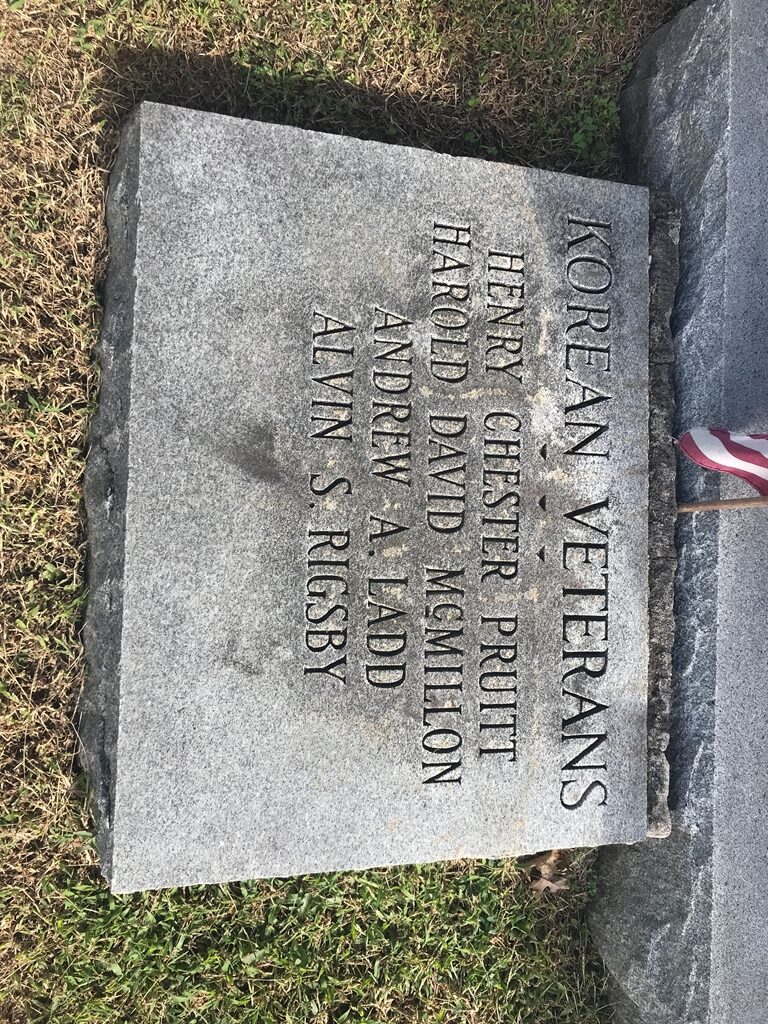 KOREAN VETERANS
HENRY CHESTER PRUITT
HAROLD DAVID MCMILLON
ANDREW A. LADD
ALVIN S. RIGSBY